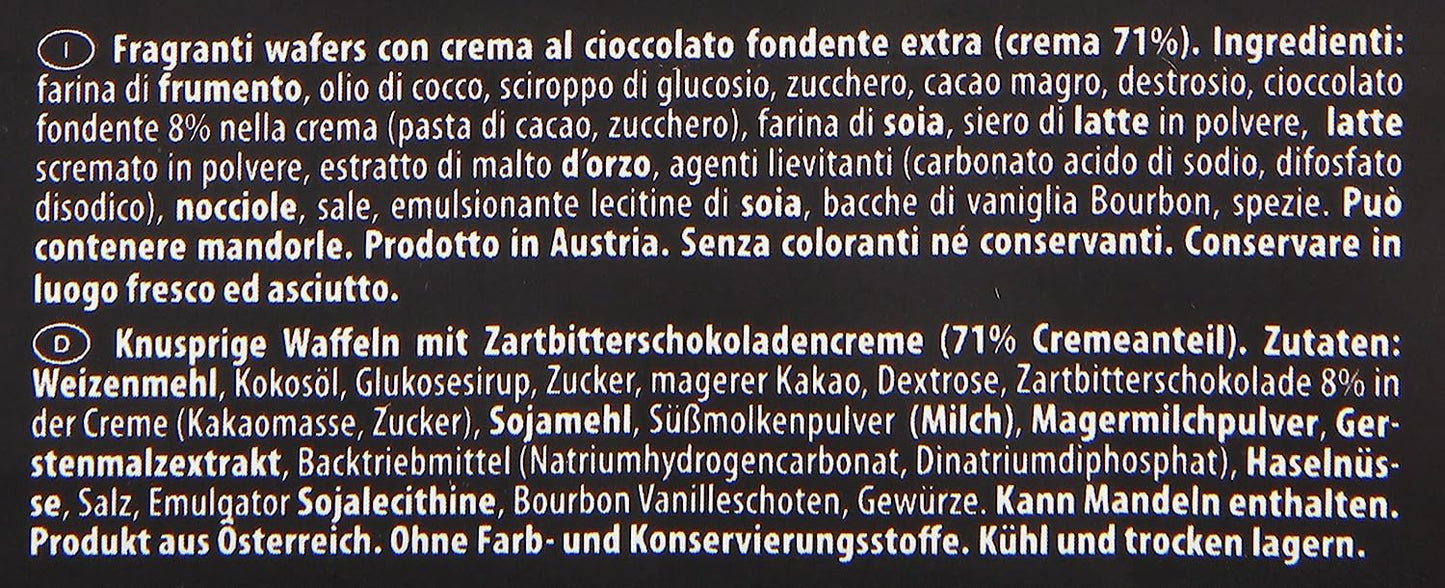 I Fragranti wafers con crema al cioccolato fondente extra (crema 71%). Ingredienti:
farina di frumento, olio di cocco, sciroppo di glucosio, zucchero, cacao magro, destrosio, cioccolato
fondente 8% nella crema (pasta di cacao, zucchero), farina di soia, siero di latte in polvere, latte
scremato in polvere, estratto di malto d'orzo, agenti lievitanti (carbonato acido di sodio, difosfato
disodico), nocciole, sale, emulsionante lecitine di soia, bacche di vaniglia Bourbon, spezie. Può
contenere mandorle. Prodotto in Austria. Senza coloranti né conservanti. Conservare in
luogo fresco ed asciutto.
D Knusprige Waffeln mit Zartbitterschokoladencreme (71% Cremeanteil). Zutaten:
Weizenmehl, Kokosöl, Glukosesirup, Zucker, magerer Kakao, Dextrose, Zartbitterschokolade 8% in
der Creme (Kakaomasse, Zucker), Sojamehl, Süßmolkenpulver (Milch), Magermilchpulver, Ger-
stenmalzextrakt, Backtriebmittel (Natriumhydrogencarbonat, Dinatriumdiphosphat), Haselnüs-
se, Salz, Emulgator Sojalecithine, Bourbon Vanilleschoten, Gewürze. Kann Mandeln enthalten.
Produkt aus Österreich. Ohne Farb- und Konservierungsstoffe. Kühl und trocken lagern.